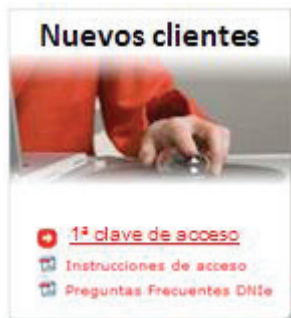 Nuevos clientes
1ª clave de acceso
Instrucciones de acceso
Preguntas Frecuentes DNIe